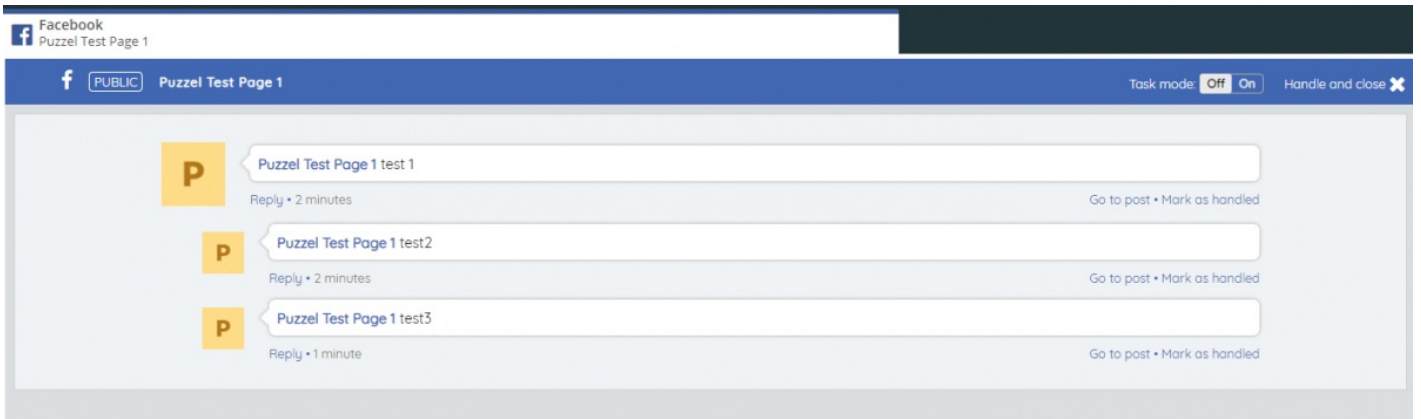 Facebook
Puzzel Test Page 1
f PUBLIC Puzzel Test Page 1 Task mode: Off On Handle and close ✖
P
Puzzel Test Page 1 test 1
Reply • 2 minutes Go to post • Mark as handled
P
Puzzel Test Page 1 test2
Reply • 2 minutes Go to post • Mark as handled
P
Puzzel Test Page 1 test3
Reply • 1 minute Go to post • Mark as handled